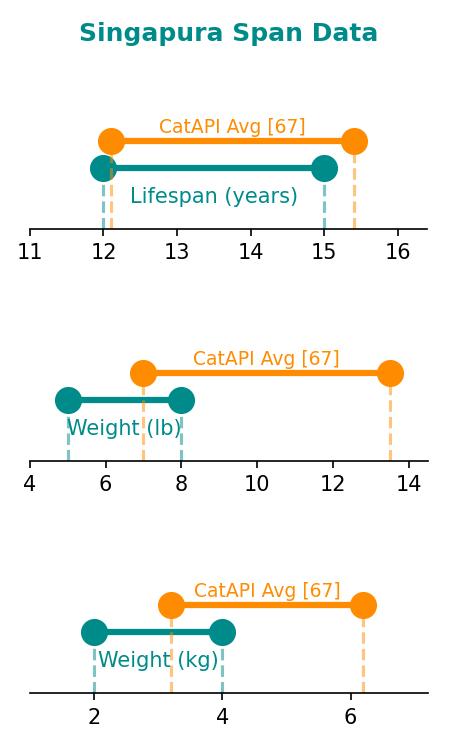 Singapura Span Data
CatAPI Avg [67]
Lifespan (years)
11 12 13 14 15 16
CatAPI Avg [67]
Weight (lb)
4 6 8 10 12 14
CatAPI Avg [67]
Weight (kg)
2 4 6